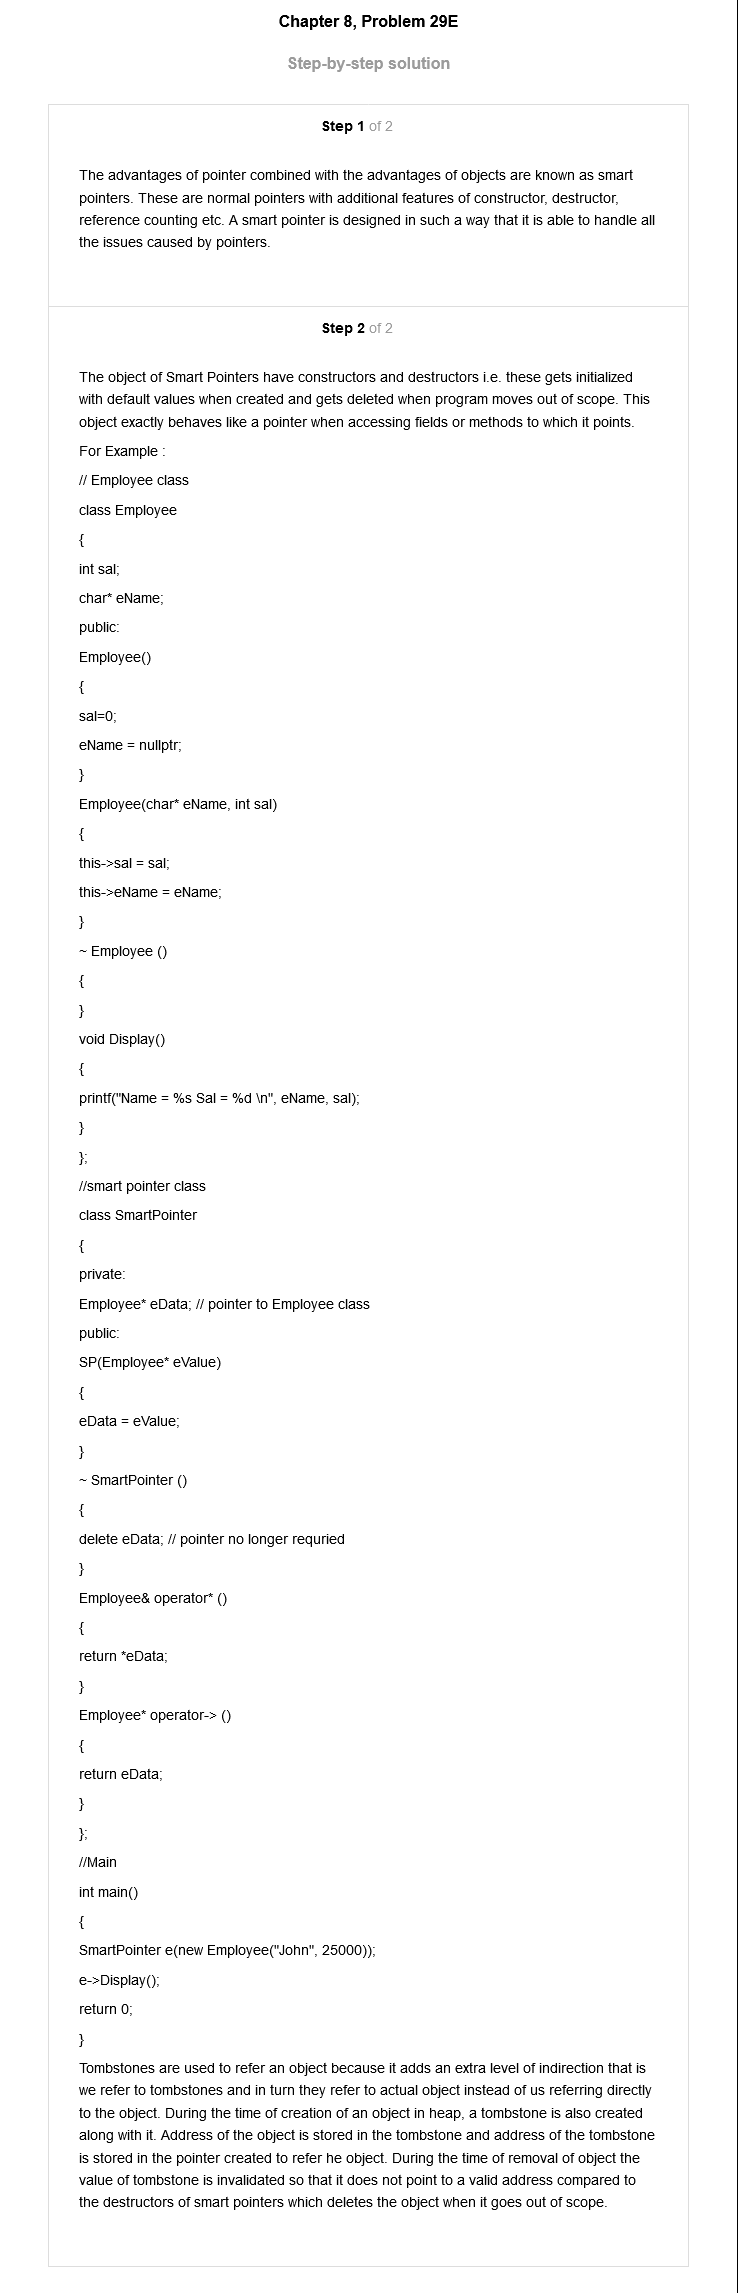 Chapter 8, Problem 29E
Step-by-step solution
Step 1 of 2
The advantages of pointer combined with the advantages of objects are known as smart
pointers. These are normal pointers with additional features of constructor, destructor,
reference counting etc. A smart pointer is designed in such a way that it is able to handle all
the issues caused by pointers.
Step 2 of 2
The object of Smart Pointers have constructors and destructors i.e. these gets initialized
with default values when created and gets deleted when program moves out of scope. This
object exactly behaves like a pointer when accessing fields or methods to which it points.
For Example :
// Employee class
class Employee
{
int sal;
char* eName;
public:
Employee()
{
sal=0;
eName = nullptr;
}
Employee(char* eName, int sal)
{
this->sal = sal;
this->eName = eName;
}
~ Employee ()
{
}
void Display()
{
printf("Name = %s Sal = %d \n", eName, sal);
}
};
//smart pointer class
class SmartPointer
{
private:
Employee* eData; // pointer to Employee class
public:
SP(Employee* eValue)
{
eData = eValue;
}
~ SmartPointer ()
{
delete eData; // pointer no longer requried
}
Employee& operator* ()
{
return *eData;
}
Employee* operator-> ()
{
return eData;
}
};
//Main
int main()
{
SmartPointer e(new Employee("John", 25000));
e->Display();
return 0;
}
Tombstones are used to refer an object because it adds an extra level of indirection that is
we refer to tombstones and in turn they refer to actual object instead of us referring directly
to the object. During the time of creation of an object in heap, a tombstone is also created
along with it. Address of the object is stored in the tombstone and address of the tombstone
is stored in the pointer created to refer he object. During the time of removal of object the
value of tombstone is invalidated so that it does not point to a valid address compared to
the destructors of smart pointers which deletes the object when it goes out of scope.